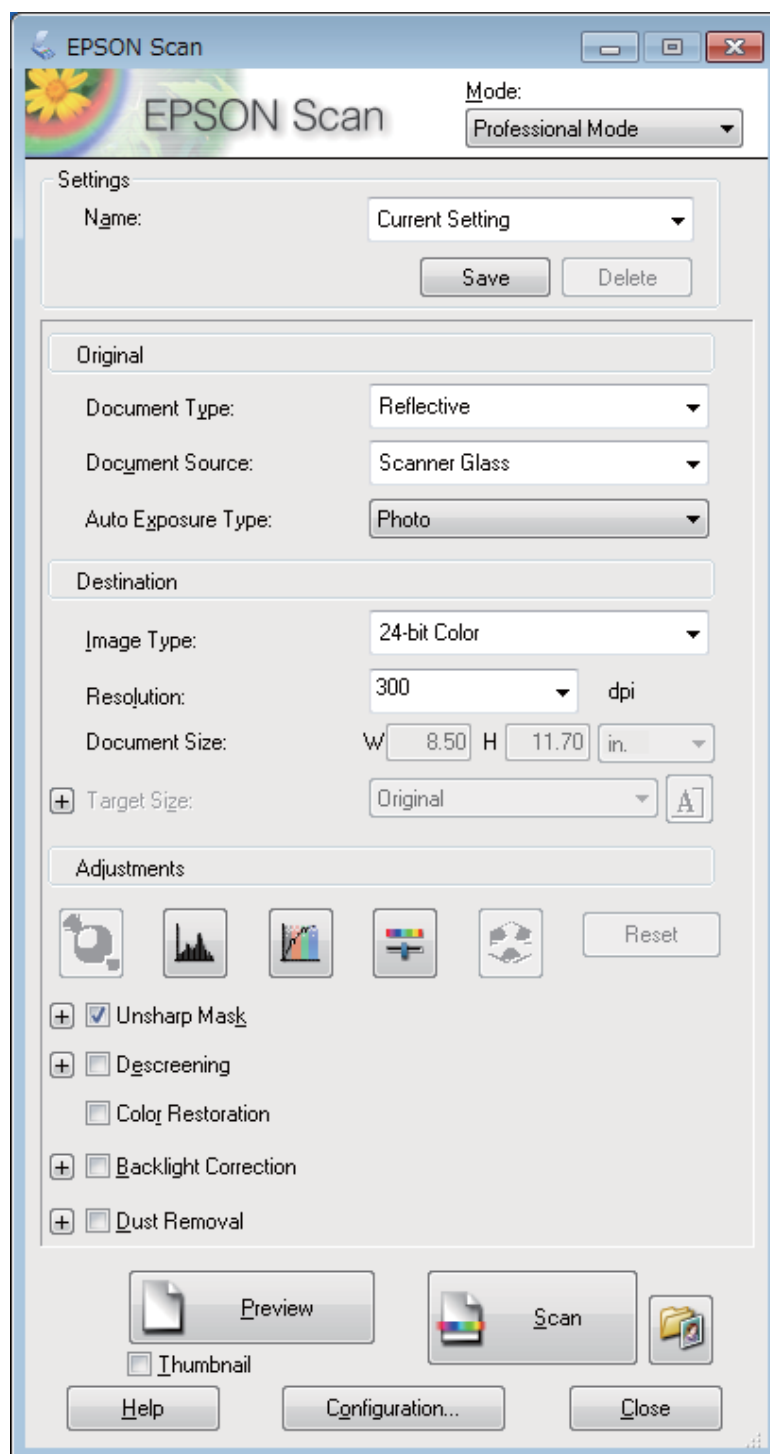 EPSON Scan
EPSON Scan
Mode:
Professional Mode
Settings
Name: Current Setting
Save Delete
Original
Document Type: Reflective
Document Source: Scanner Glass
Auto Exposure Type: Photo
Destination
Image Type: 24-bit Color
Resolution: 300 dpi
Document Size: W 8.50 H 11.70 in.
Target Size: Original A
Adjustments
Reset
Unsharp Mask
Descreening
Color Restoration
Backlight Correction
Dust Removal
Preview Scan
Thumbnail
Help Configuration... Close